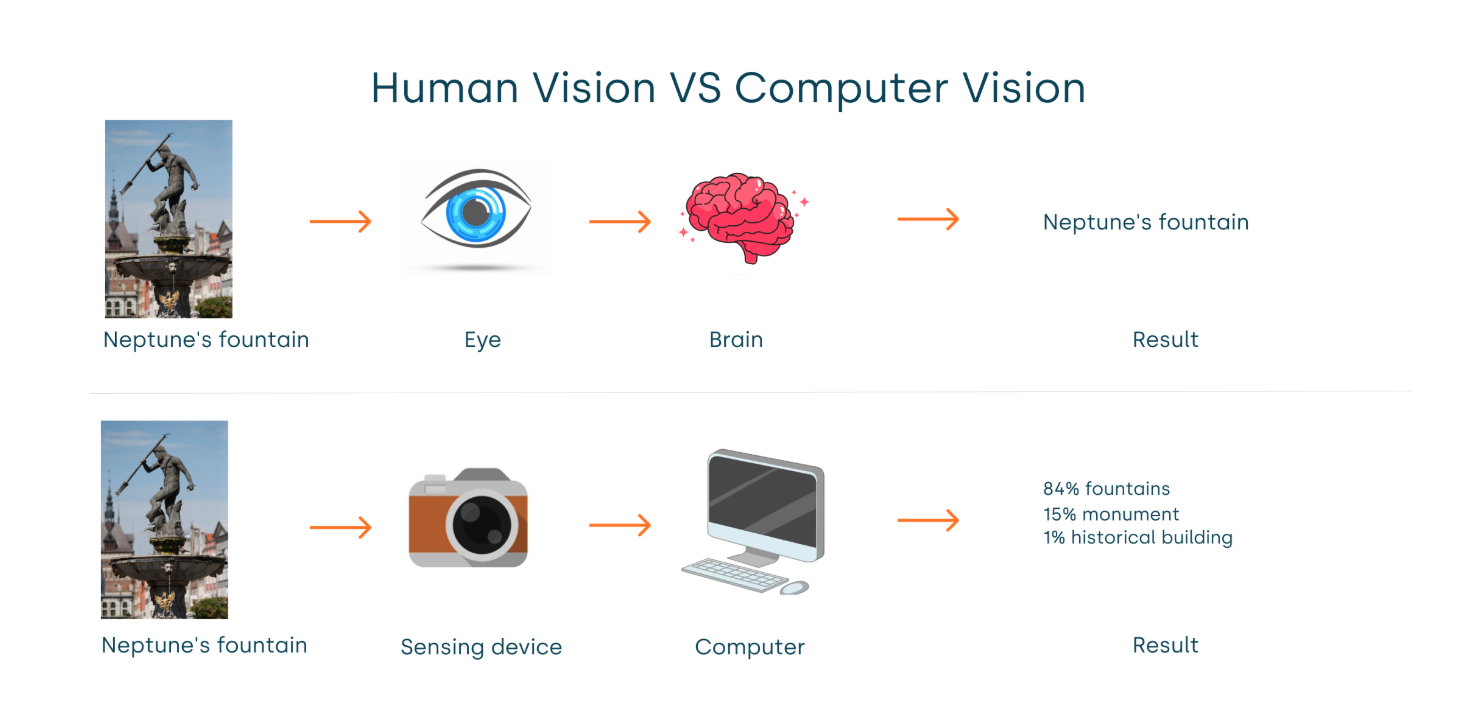 Human Vision VS Computer Vision
Neptune's fountain
Neptune's fountain
Eye
Brain
Result
84% fountains
15% monument
1% historical building
Neptune's fountain
Sensing device
Computer
Result